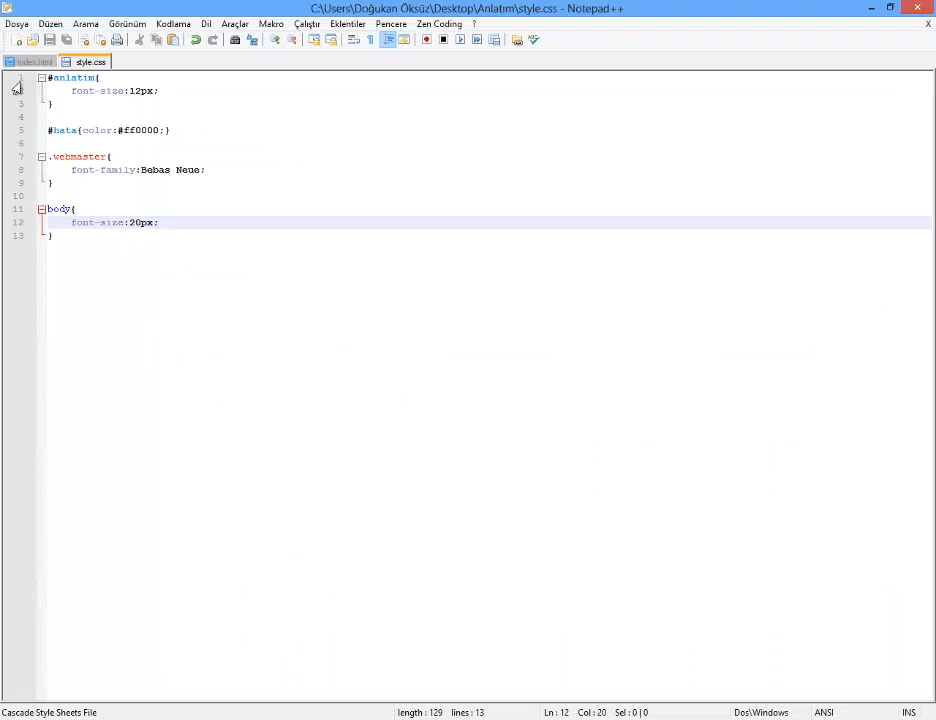 C:\Users\Doğukan Öksüz\Desktop\Anlatım\style.css - Notepad++
Dosya Düzen Arama Görünüm Kodlama Dil Araçlar Makro Çalıştır Eklentiler Pencere Zen Coding ? X
index.html style.css
1 #anlatim{
font-size:12px;
3 }
4
5 #hata{color:#ff0000;}
6
7 .webmaster{
8 font-family:Bebas Neue;
9 }
10
11 body{
12 font-size:20px;
13 }
Cascade Style Sheets File length : 129 lines : 13 Ln : 12 Col : 20 Sel : 0 | 0 Dos\Windows ANSI INS